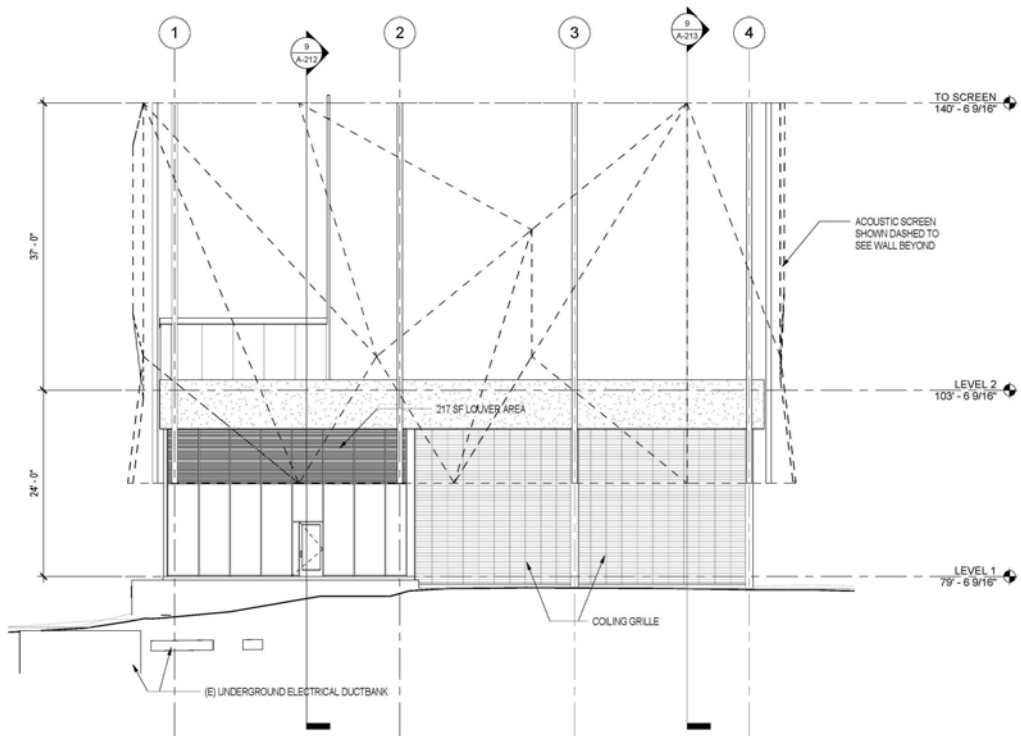 1
2
3
4
9
A-212
9
A-213
TO SCREEN
140' - 6 9/16"
ACOUSTIC SCREEN
SHOWN DASHED TO
SEE WALL BEYOND
37' - 0"
LEVEL 2
103' - 6 9/16"
217 SF LOUVER AREA
24' - 0"
LEVEL 1
79' - 6 9/16"
COILING GRILLE
(E) UNDERGROUND ELECTRICAL DUCTBANK